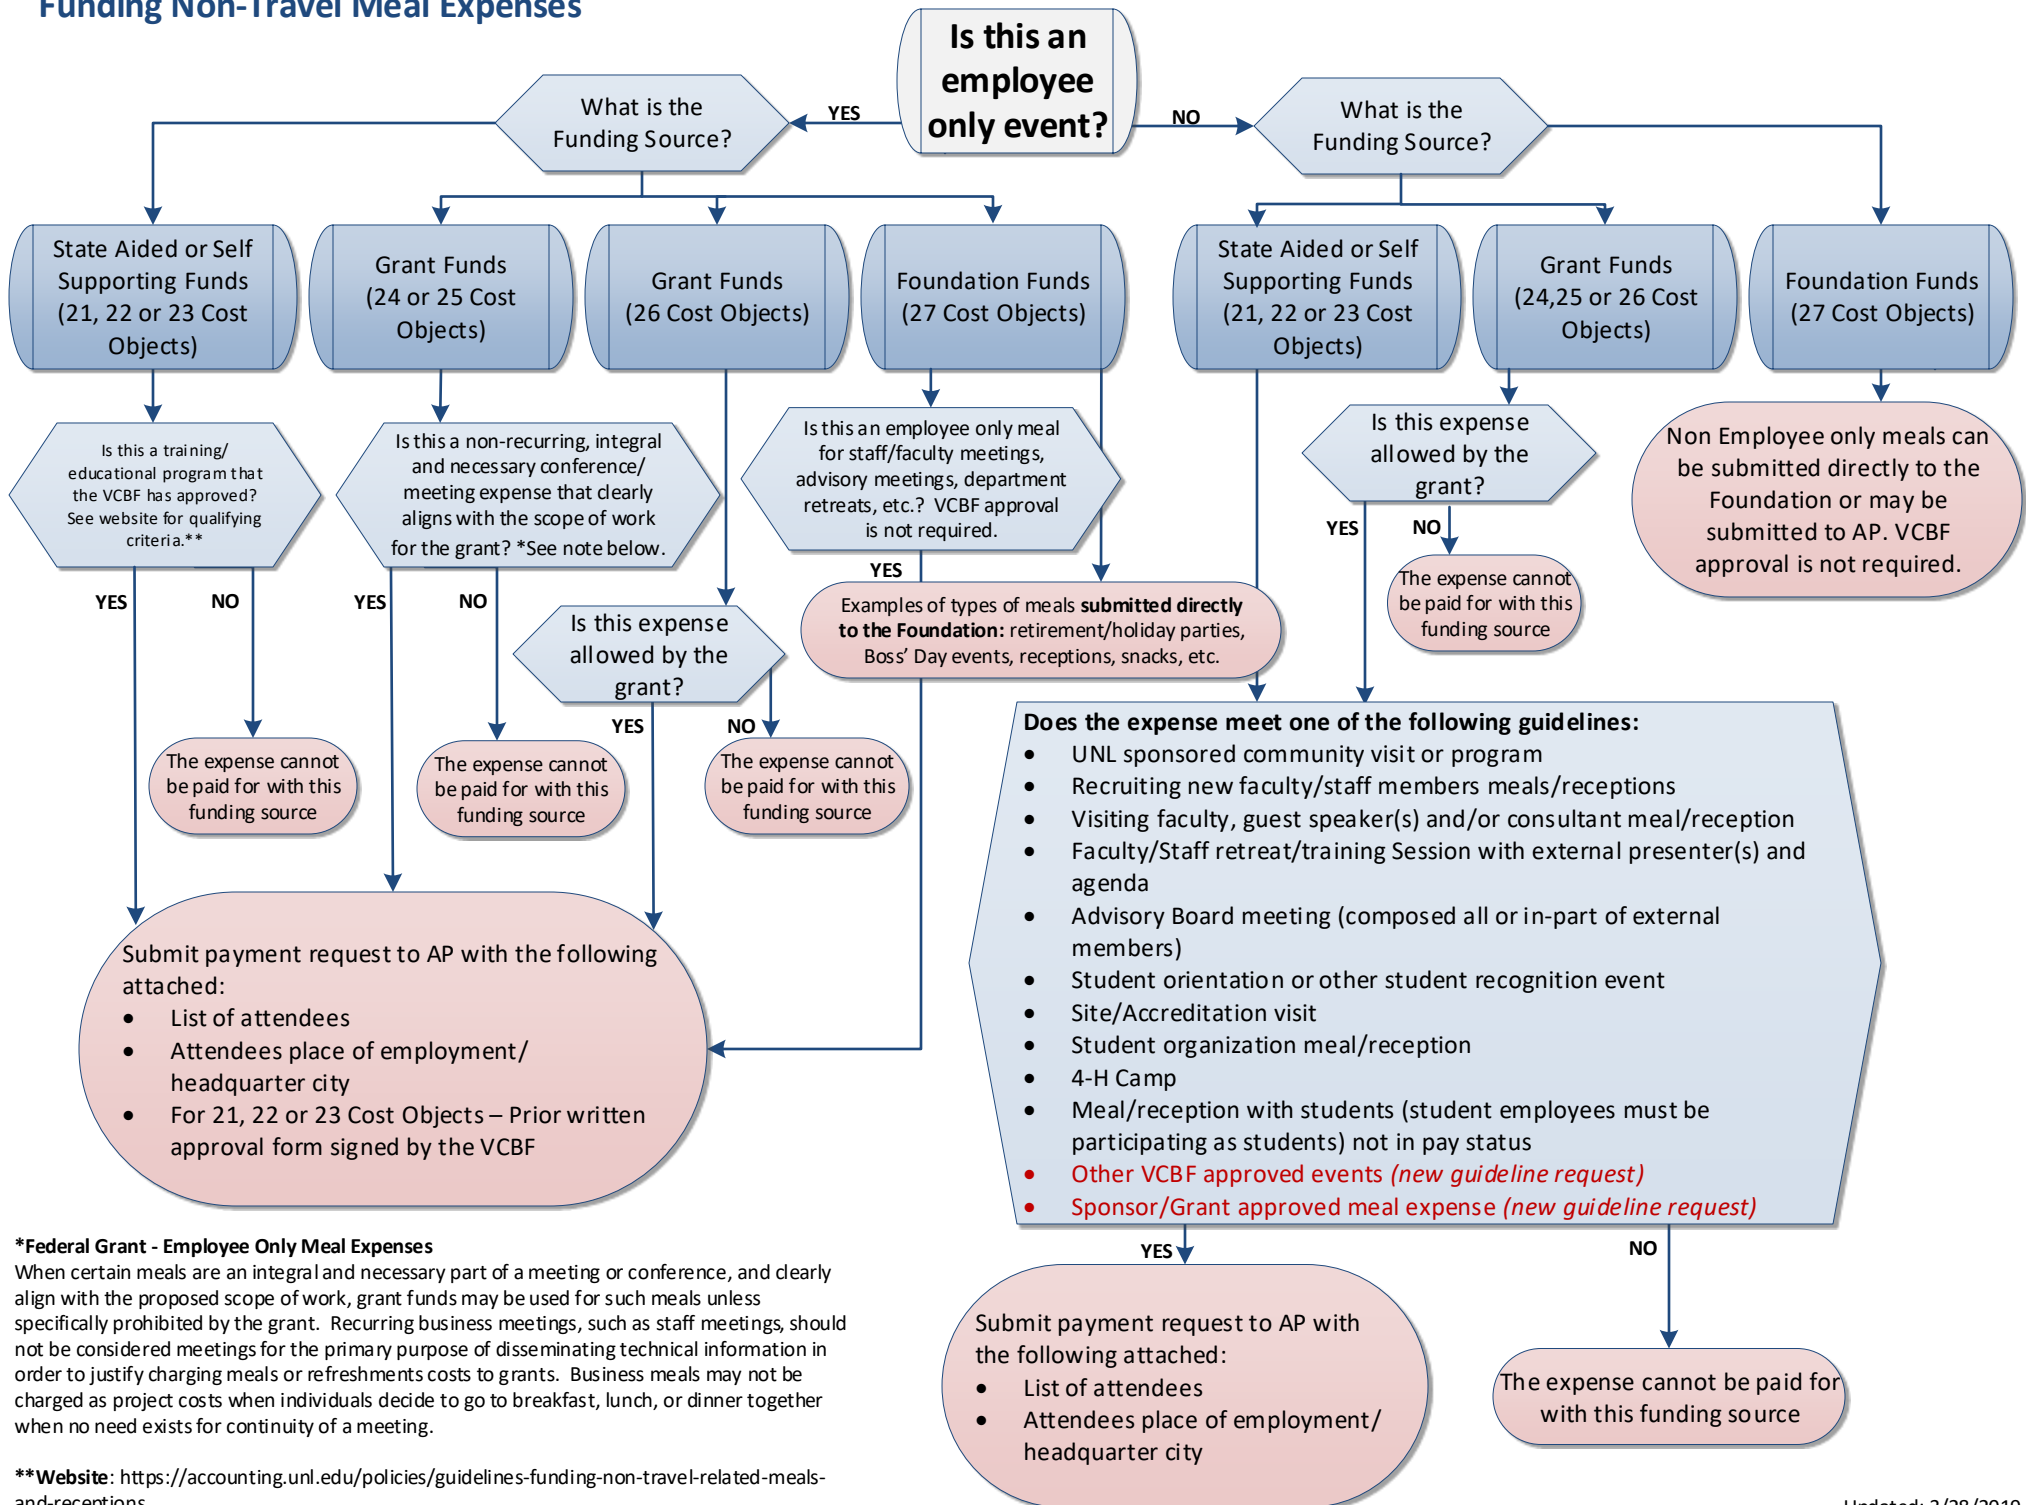 Funding Non-Travel Meal Expenses
Is this an
employee
only event?
YES
NO
What is the
Funding Source?
What is the
Funding Source?
State Aided or Self
Supporting Funds
(21, 22 or 23 Cost
Objects)
Grant Funds
(24 or 25 Cost
Objects)
Grant Funds
(26 Cost Objects)
Foundation Funds
(27 Cost Objects)
State Aided or Self
Supporting Funds
(21, 22 or 23 Cost
Objects)
Grant Funds
(24,25 or 26 Cost
Objects)
Foundation Funds
(27 Cost Objects)
Is this a training/
educational program that
the VCBF has approved?
See website for qualifying
criteria.**
Is this a non-recurring, integral
and necessary conference/
meeting expense that clearly
aligns with the scope of work
for the grant? *See note below.
Is this an employee only meal
for staff/faculty meetings,
advisory meetings, department
retreats, etc.? VCBF approval
is not required.
Is this expense
allowed by the
grant?
Non Employee only meals can
be submitted directly to the
Foundation or may be
submitted to AP. VCBF
approval is not required.
YES
NO
The expense cannot
be paid for with this
funding source
YES
NO
YES
NO
YES
Examples of types of meals submitted directly
to the Foundation: retirement/holiday parties,
Boss’ Day events, receptions, snacks, etc.
Is this expense
allowed by the
grant?
YES
NO
The expense cannot
be paid for with this
funding source
The expense cannot
be paid for with this
funding source
The expense cannot
be paid for with this
funding source
Does the expense meet one of the following guidelines:
• UNL sponsored community visit or program
• Recruiting new faculty/staff members meals/receptions
• Visiting faculty, guest speaker(s) and/or consultant meal/reception
• Faculty/Staff retreat/training Session with external presenter(s) and
agenda
• Advisory Board meeting (composed all or in-part of external
members)
• Student orientation or other student recognition event
• Site/Accreditation visit
• Student organization meal/reception
• 4-H Camp
• Meal/reception with students (student employees must be
participating as students) not in pay status
• Other VCBF approved events (new guideline request)
• Sponsor/Grant approved meal expense (new guideline request)
Submit payment request to AP with the following
attached:
• List of attendees
• Attendees place of employment/
headquarter city
• For 21, 22 or 23 Cost Objects – Prior written
approval form signed by the VCBF
YES
NO
Submit payment request to AP with
the following attached:
• List of attendees
• Attendees place of employment/
headquarter city
The expense cannot be paid for
with this funding source
*Federal Grant - Employee Only Meal Expenses
When certain meals are an integral and necessary part of a meeting or conference, and clearly
align with the proposed scope of work, grant funds may be used for such meals unless
specifically prohibited by the grant. Recurring business meetings, such as staff meetings, should
not be considered meetings for the primary purpose of disseminating technical information in
order to justify charging meals or refreshments costs to grants. Business meals may not be
charged as project costs when individuals decide to go to breakfast, lunch, or dinner together
when no need exists for continuity of a meeting.
**Website: https://accounting.unl.edu/policies/guidelines-funding-non-travel-related-meals-
and-receptions
Updated: 3/28/2019